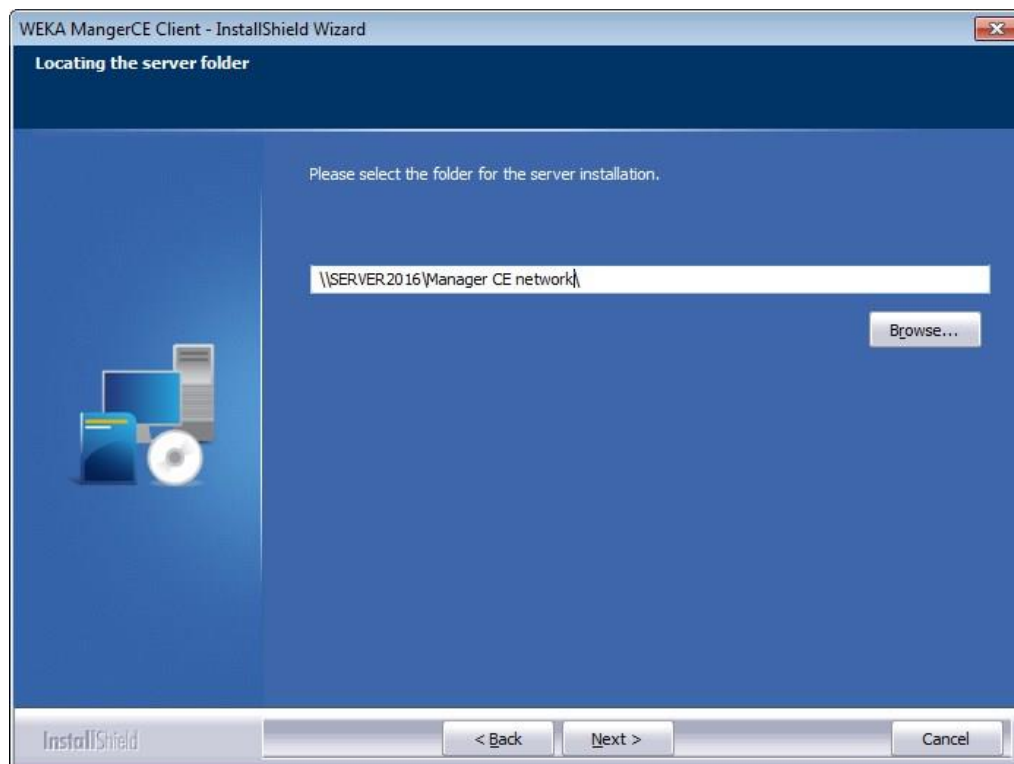 WEKA MangerCE Client - InstallShield Wizard
Locating the server folder
Please select the folder for the server installation.
\\SERVER2016\Manager CE network\
Browse...
InstallShield
< Back
Next >
Cancel